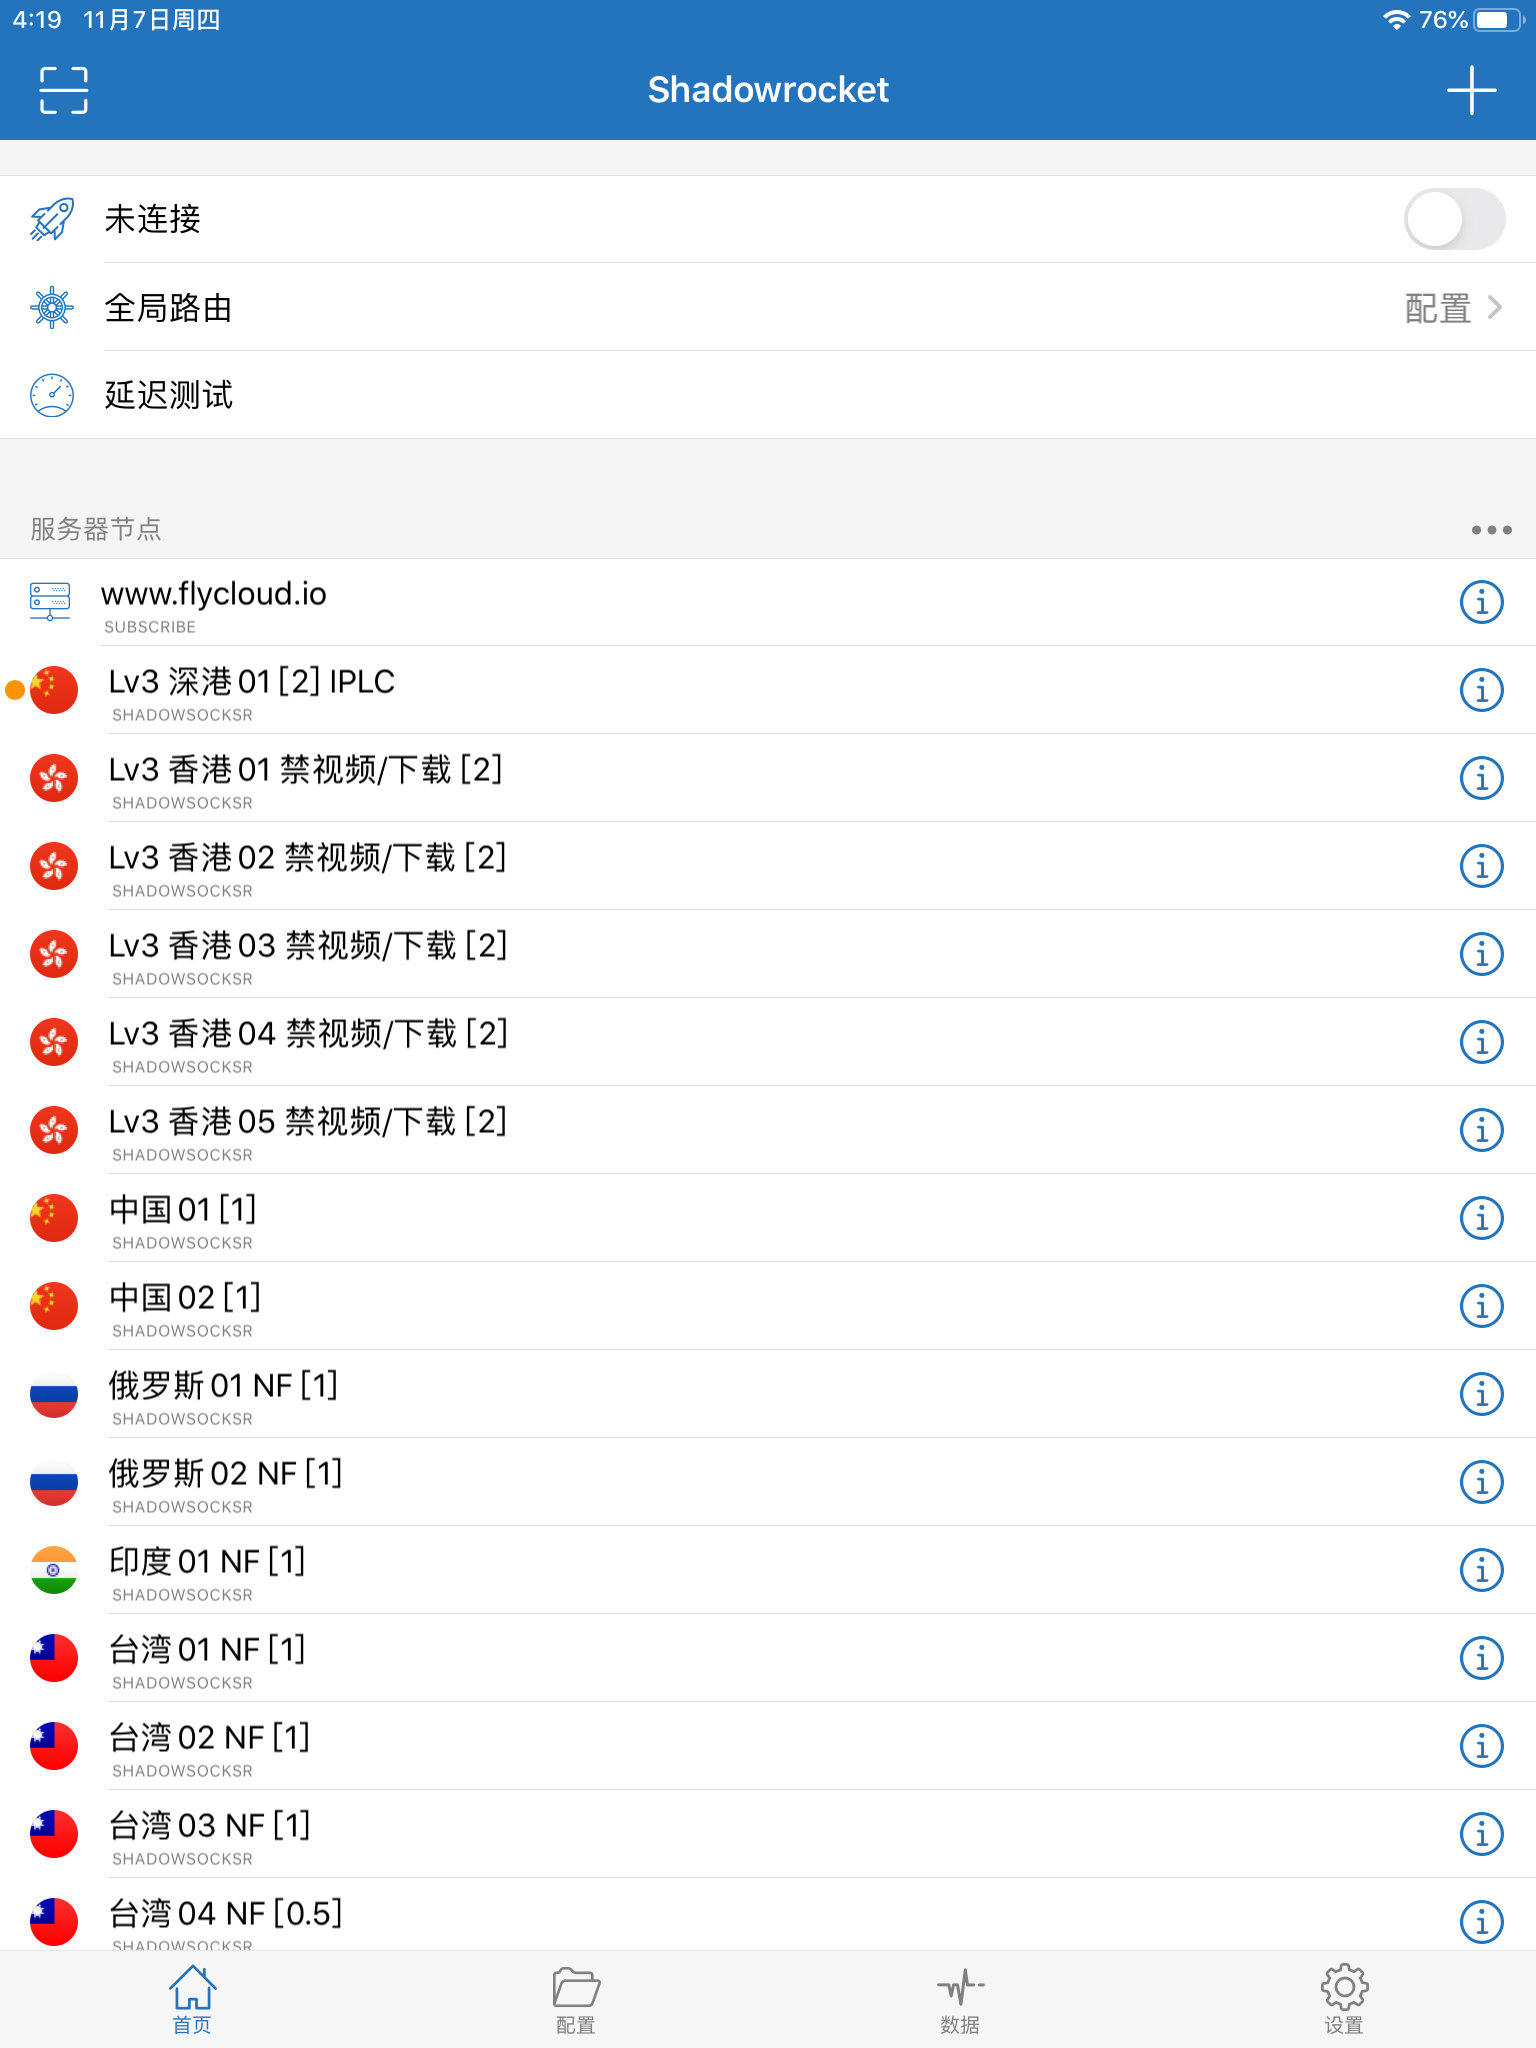 4:19 11月7日周四 76%
Shadowrocket
未连接
全局路由 配置
延迟测试
服务器节点
www.flycloud.io
SUBSCRIBE
Lv3 深港 01 [2] IPLC
SHADOWSOCKSR
Lv3 香港 01 禁视频/下载 [2]
SHADOWSOCKSR
Lv3 香港 02 禁视频/下载 [2]
SHADOWSOCKSR
Lv3 香港 03 禁视频/下载 [2]
SHADOWSOCKSR
Lv3 香港 04 禁视频/下载 [2]
SHADOWSOCKSR
Lv3 香港 05 禁视频/下载 [2]
SHADOWSOCKSR
中国 01 [1]
SHADOWSOCKSR
中国 02 [1]
SHADOWSOCKSR
俄罗斯 01 NF [1]
SHADOWSOCKSR
俄罗斯 02 NF [1]
SHADOWSOCKSR
印度 01 NF [1]
SHADOWSOCKSR
台湾 01 NF [1]
SHADOWSOCKSR
台湾 02 NF [1]
SHADOWSOCKSR
台湾 03 NF [1]
SHADOWSOCKSR
台湾 04 NF [0.5]
SHADOWSOCKSR
首页 配置 数据 设置